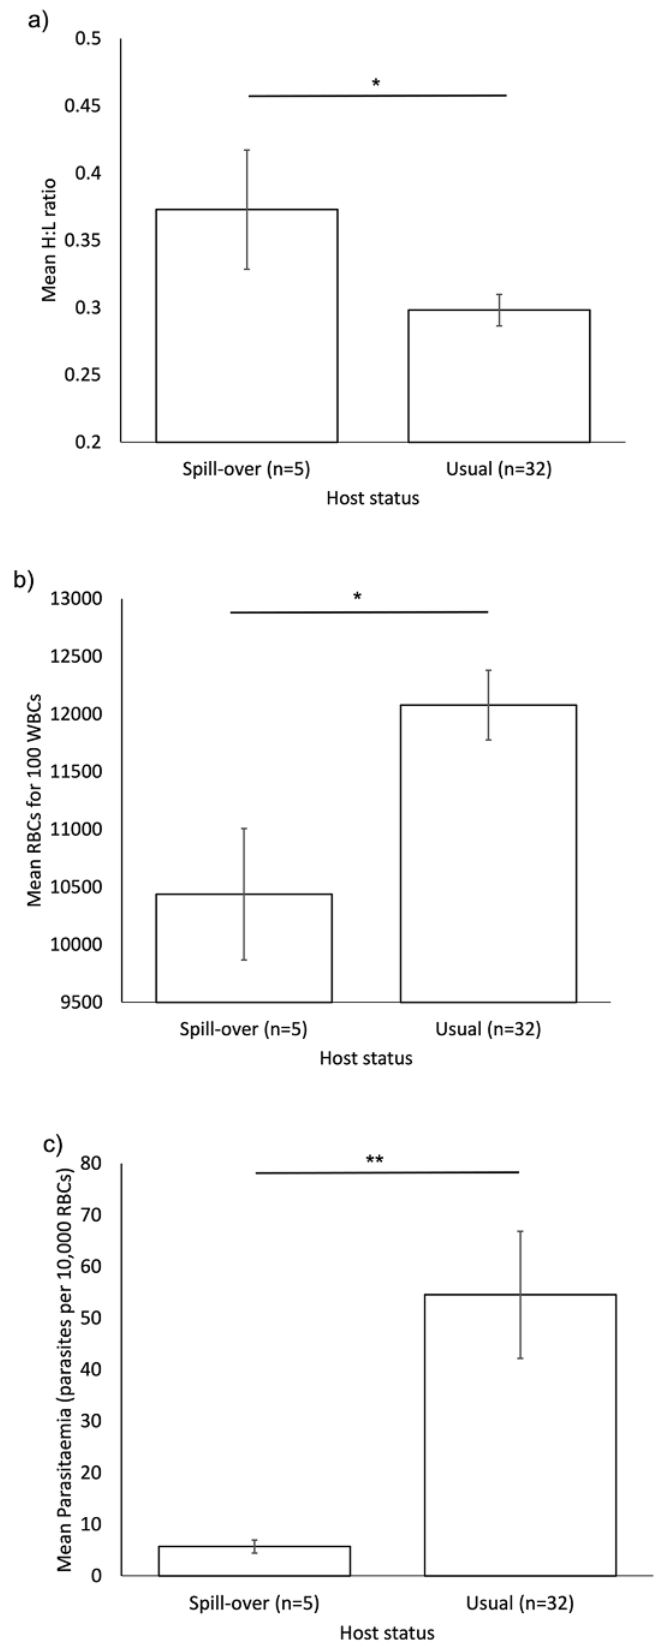 a)
Mean H:L ratio
0.5
0.45
0.4
0.35
0.3
0.25
0.2
*
Spill-over (n=5)
Usual (n=32)
Host status
b)
Mean RBCs for 100 WBCs
13000
12500
12000
11500
11000
10500
10000
9500
*
Spill-over (n=5)
Usual (n=32)
Host status
c)
Mean Parasitaemia (parasites per 10,000 RBCs)
80
70
60
50
40
30
20
10
0
**
Spill-over (n=5)
Usual (n=32)
Host status